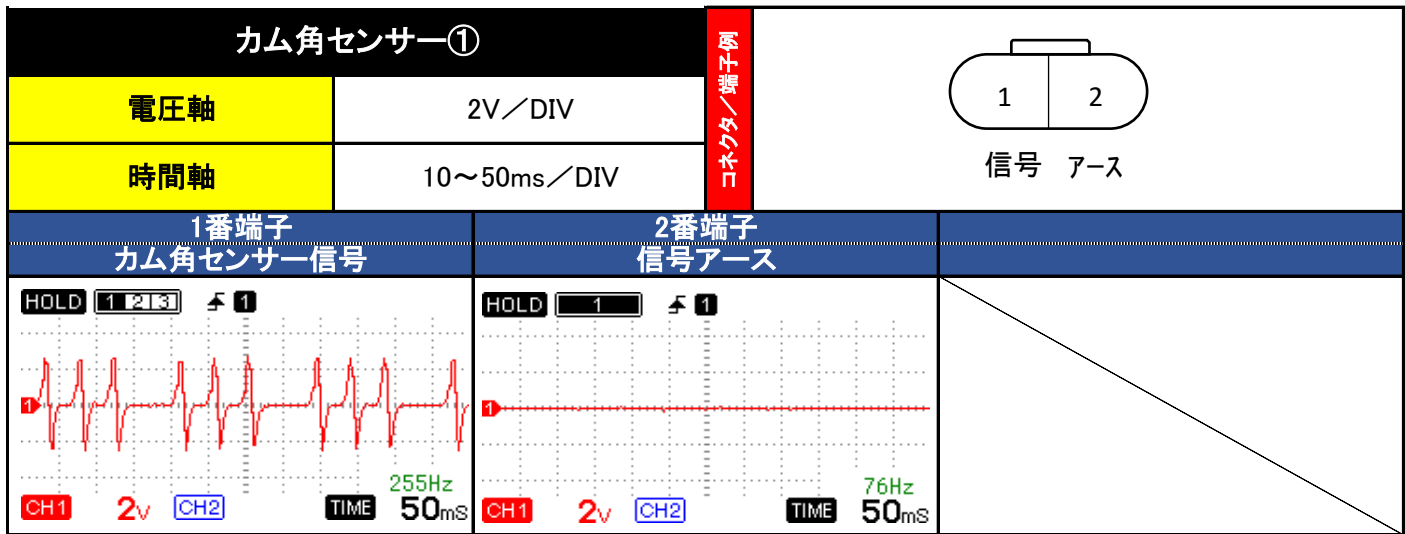 カム角センサー①
コネクタ／端子例
1 2
電圧軸 2V／DIV
信号 アース
時間軸 10～50ms／DIV
1番端子 2番端子
カム角センサー信号 信号アース
HOLD 1 2 3 1
HOLD 1 1
1
1
255Hz
76Hz
CH1 2V CH2 TIME 50mS
CH1 2V CH2 TIME 50mS